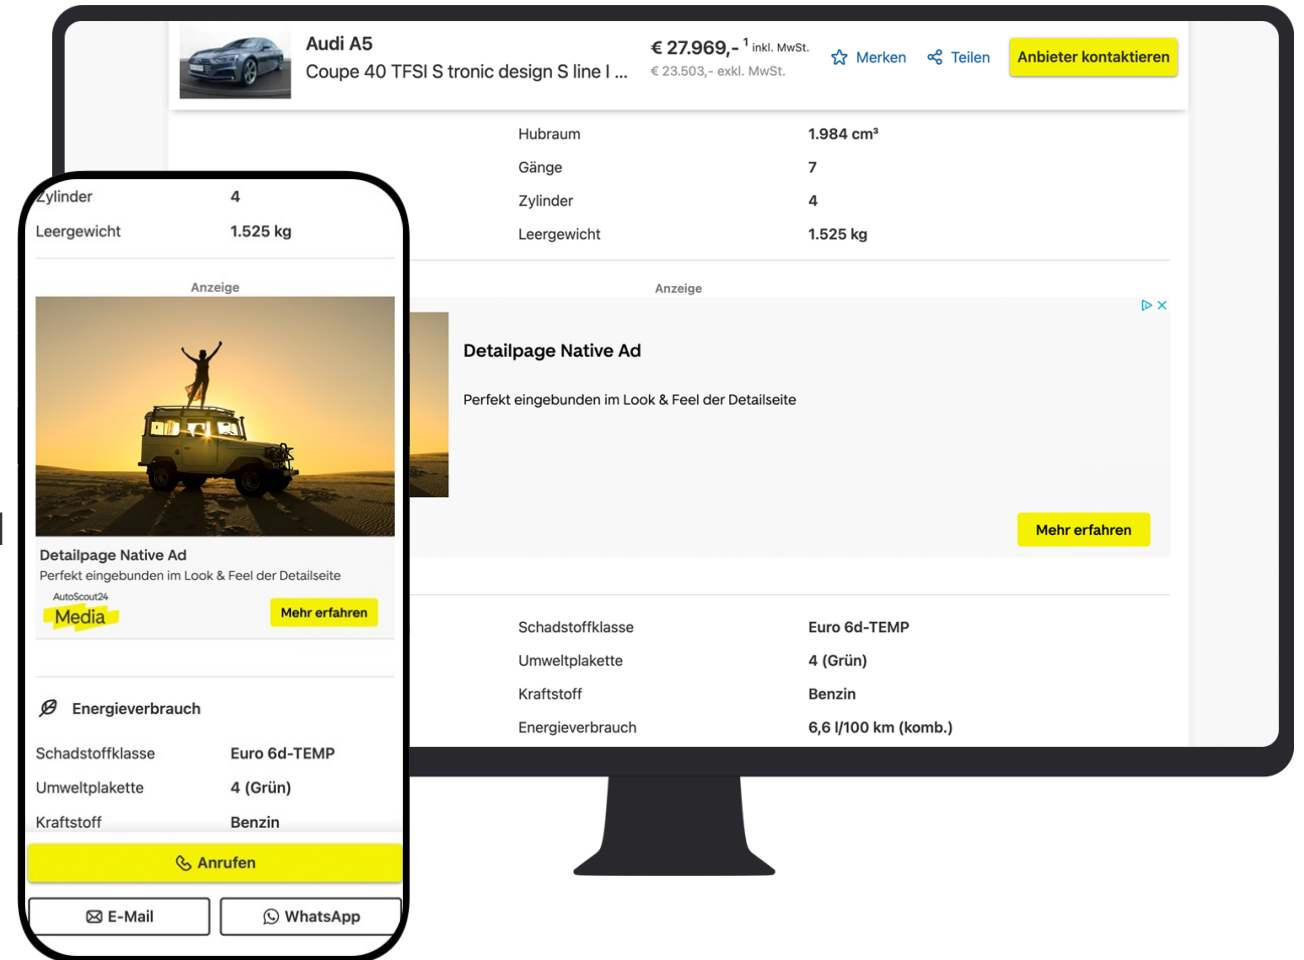 Audi A5
Coupe 40 TFSI S tronic design S line I ...
€ 27.969,- 1 inkl. MwSt.
€ 23.503,- exkl. MwSt.
Merken
Teilen
Anbieter kontaktieren
Hubraum 1.984 cm³
Gänge 7
Zylinder 4
Leergewicht 1.525 kg
Anzeige
Detailpage Native Ad
Perfekt eingebunden im Look & Feel der Detailseite
Mehr erfahren
Schadstoffklasse Euro 6d-TEMP
Umweltplakette 4 (Grün)
Kraftstoff Benzin
Energieverbrauch 6,6 l/100 km (komb.)
Zylinder 4
Leergewicht 1.525 kg
Anzeige
Detailpage Native Ad
Perfekt eingebunden im Look & Feel der Detailseite
AutoScout24
Media
Mehr erfahren
Energieverbrauch
Schadstoffklasse Euro 6d-TEMP
Umweltplakette 4 (Grün)
Kraftstoff Benzin
Anrufen
E-Mail
WhatsApp